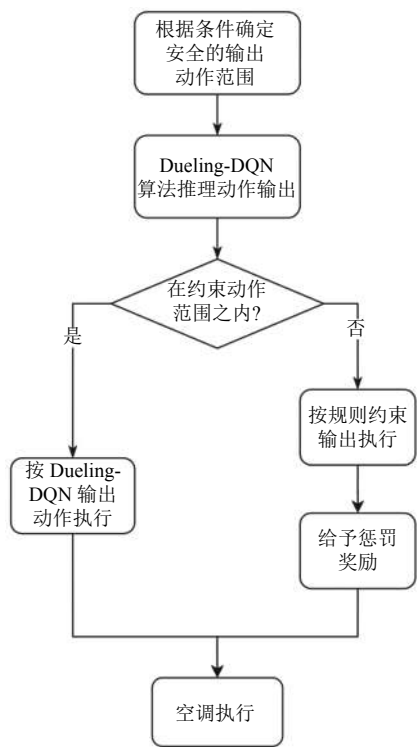 根据条件确定
安全的输出
动作范围
Dueling-DQN
算法推理动作输出
在约束动作
范围之内?
是
否
按规则约束
输出执行
按 Dueling-
DQN 输出
动作执行
给予惩罚
奖励
空调执行